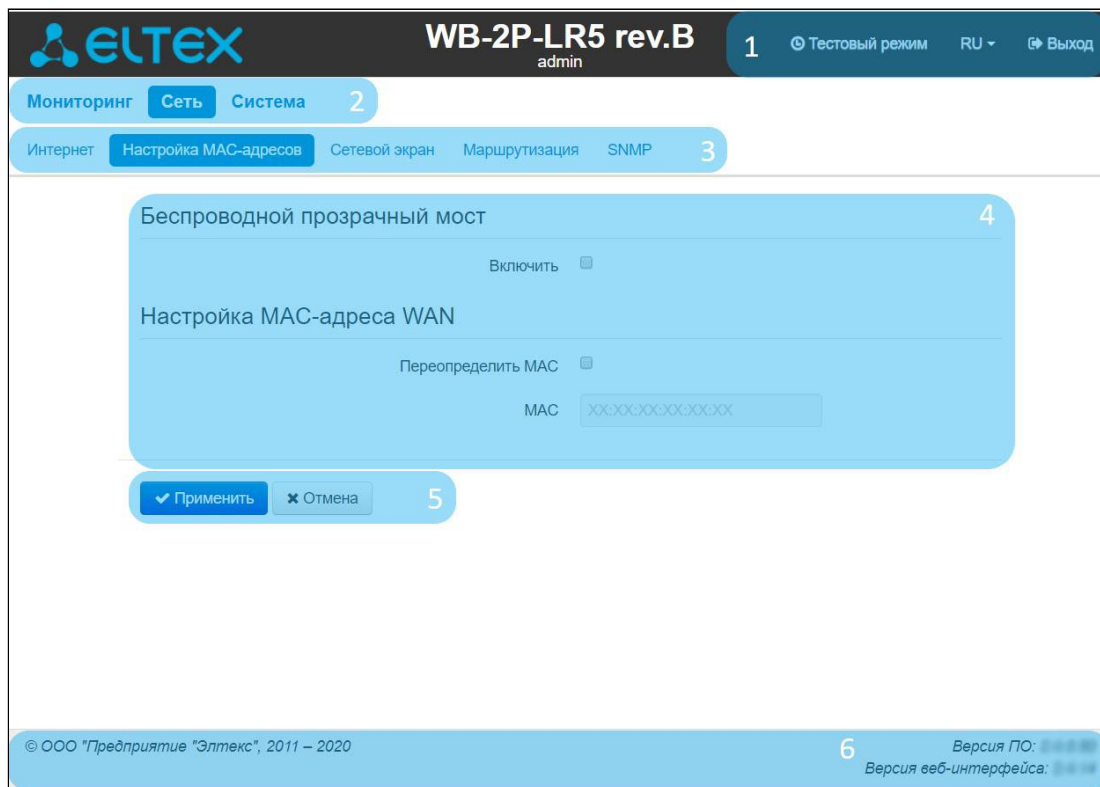 ELTEX
WB-2P-LR5 rev.B
admin
1 Тестовый режим RU Выход
Мониторинг Сеть Система 2
Интернет Настройка MAC-адресов Сетевой экран Маршрутизация SNMP 3
Беспроводной прозрачный мост 4
Включить
Настройка MAC-адреса WAN
Переопределить MAC
MAC XX:XX:XX:XX:XX:XX
Применить Отмена 5
© ООО "Предприятие "Элтекс", 2011 – 2020 6 Версия ПО:
Версия веб-интерфейса: